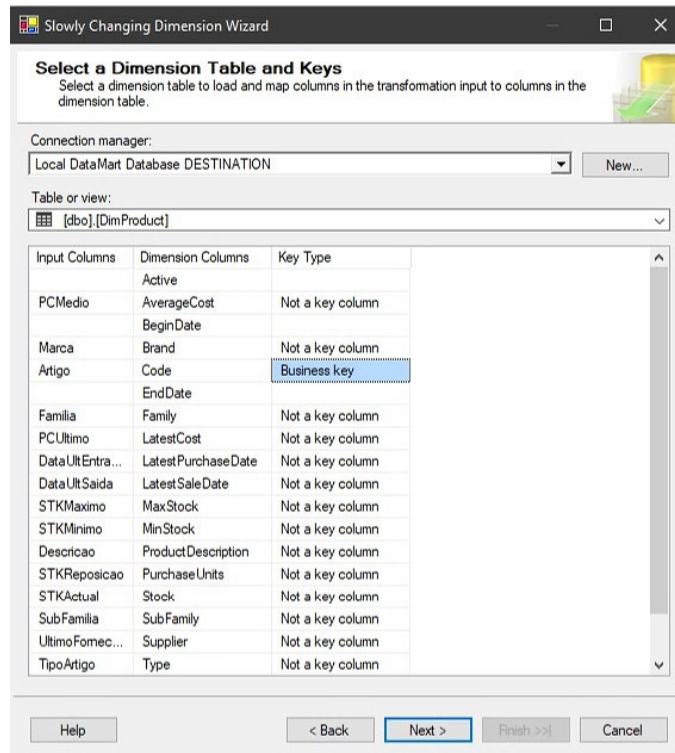 Slowly Changing Dimension Wizard
Select a Dimension Table and Keys
Select a dimension table to load and map columns in the transformation input to columns in the
dimension table.
Connection manager:
Local DataMart Database DESTINATION New...
Table or view:
[dbo].[DimProduct]
Input Columns Dimension Columns Key Type
Active
PCMedio AverageCost Not a key column
BeginDate
Marca Brand Not a key column
Artigo Code Business key
EndDate
Familia Family Not a key column
PCUltimo LatestCost Not a key column
DataUltEntra... LatestPurchaseDate Not a key column
DataUltSaida LatestSaleDate Not a key column
STKMaximo MaxStock Not a key column
STKMinimo MinStock Not a key column
Descricao ProductDescription Not a key column
STKReposicao PurchaseUnits Not a key column
STKActual Stock Not a key column
SubFamilia SubFamily Not a key column
UltimoFornec... Supplier Not a key column
TipoArtigo Type Not a key column
Help < Back Next > Finish >>| Cancel